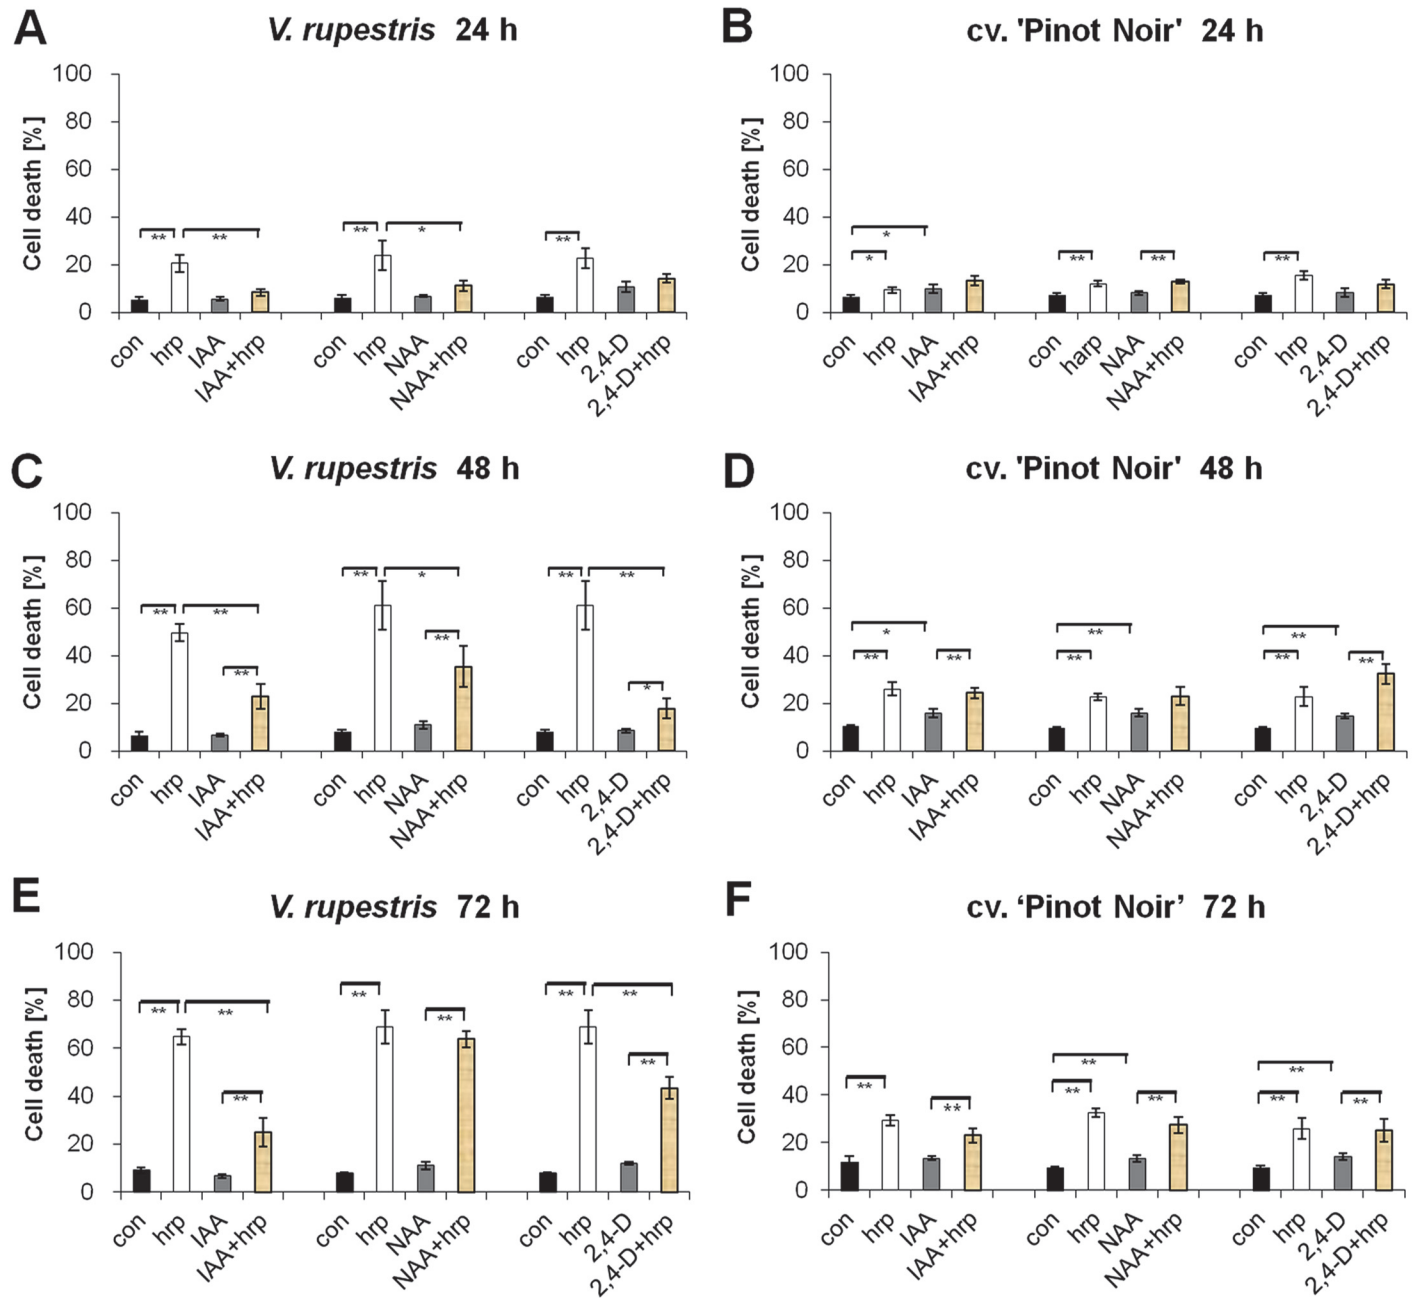 A
V. rupestris 24 h
Cell death [%]
100
80
60
40
20
0
** ** ** * **
con hrp IAA IAA+hrp con hrp NAA NAA+hrp con hrp 2,4-D 2,4-D+hrp
B
cv. 'Pinot Noir' 24 h
Cell death [%]
100
80
60
40
20
0
*
* ** ** **
con hrp IAA IAA+hrp con harp NAA NAA+hrp con hrp 2,4-D 2,4-D+hrp
C
V. rupestris 48 h
Cell death [%]
100
80
60
40
20
0
** * ** **
** **
**
** *
con hrp IAA IAA+hrp con hrp NAA NAA+hrp con hrp 2,4-D 2,4-D+hrp
D
cv. 'Pinot Noir' 48 h
Cell death [%]
100
80
60
40
20
0
* ** **
** ** ** ** **
con hrp IAA IAA+hrp con hrp NAA NAA+hrp con hrp 2,4-D 2,4-D+hrp
E
V. rupestris 72 h
Cell death [%]
100
80
60
40
20
0
** ** **
** ** **
**
**
con hrp IAA IAA+hrp con hrp NAA NAA+hrp con hrp 2,4-D 2,4-D+hrp
F
cv. ‘Pinot Noir’ 72 h
Cell death [%]
100
80
60
40
20
0
** **
** ** ** ** ** **
con hrp IAA IAA+hrp con hrp NAA NAA+hrp con hrp 2,4-D 2,4-D+hrp